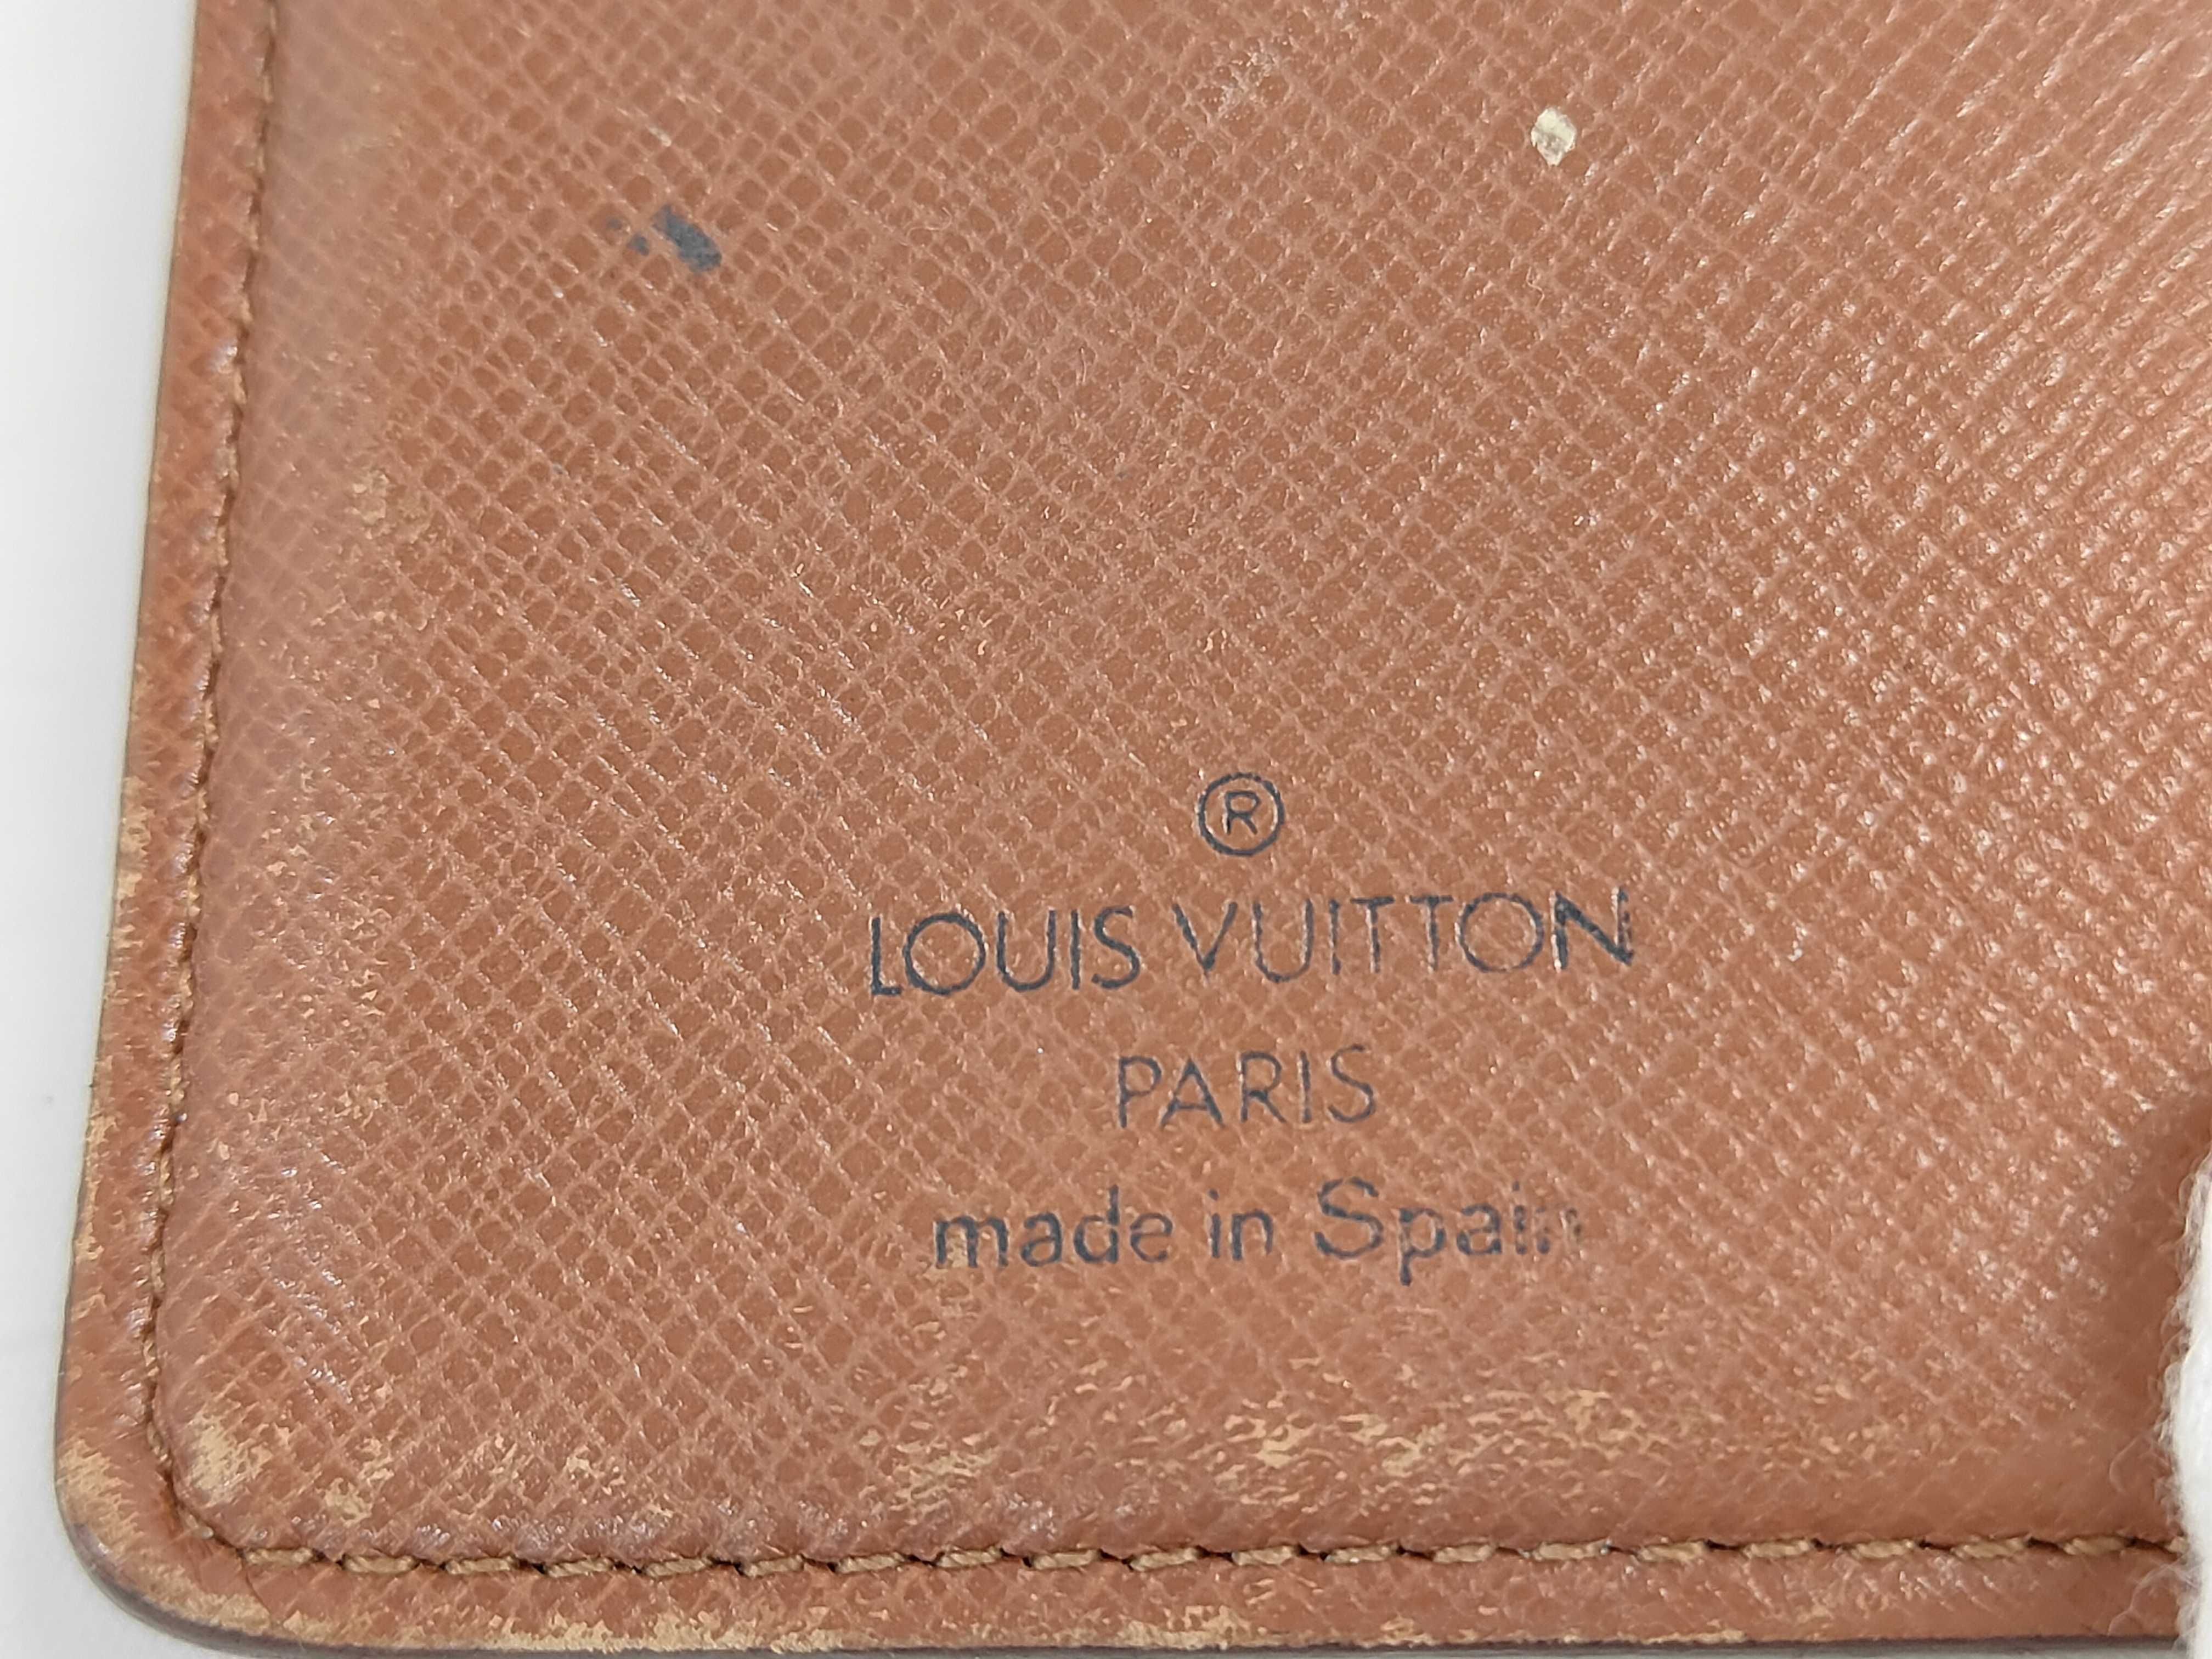 ®
LOUIS VUITTON
PARIS
made in Spain